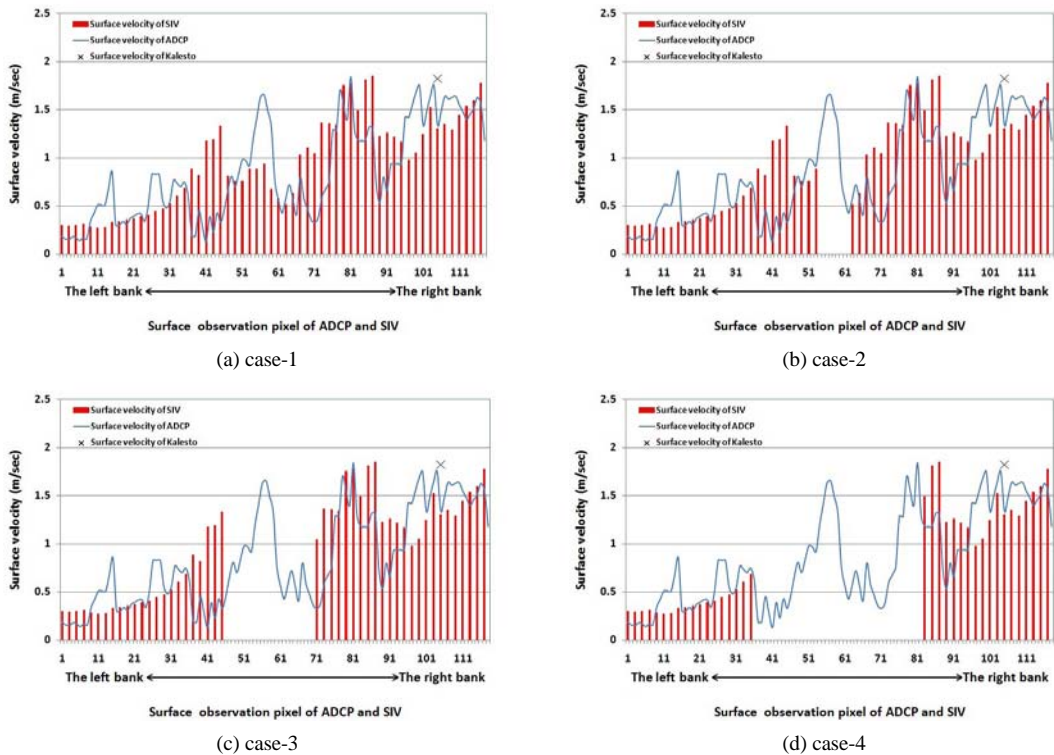 2.5
2
1.5
1
0.5
0
Surface velocity (m/sec)
Surface velocity of SIV
Surface velocity of ADCP
Surface velocity of Kalesto
1 11 21 31 41 51 61 71 81 91 101 111
The left bank The right bank
Surface observation pixel of ADCP and SIV
(a) case-1
2.5
2
1.5
1
0.5
0
Surface velocity (m/sec)
Surface velocity of SIV
Surface velocity of ADCP
Surface velocity of Kalesto
1 11 21 31 41 51 61 71 81 91 101 111
The left bank The right bank
Surface observation pixel of ADCP and SIV
(b) case-2
2.5
2
1.5
1
0.5
0
Surface velocity (m/sec)
Surface velocity of SIV
Surface velocity of ADCP
Surface velocity of Kalesto
1 11 21 31 41 51 61 71 81 91 101 111
The left bank The right bank
Surface observation pixel of ADCP and SIV
(c) case-3
2.5
2
1.5
1
0.5
0
Surface velocity (m/sec)
Surface velocity of SIV
Surface velocity of ADCP
Surface velocity of Kalesto
1 11 21 31 41 51 61 71 81 91 101 111
The left bank The right bank
Surface observation pixel of ADCP and SIV
(d) case-4